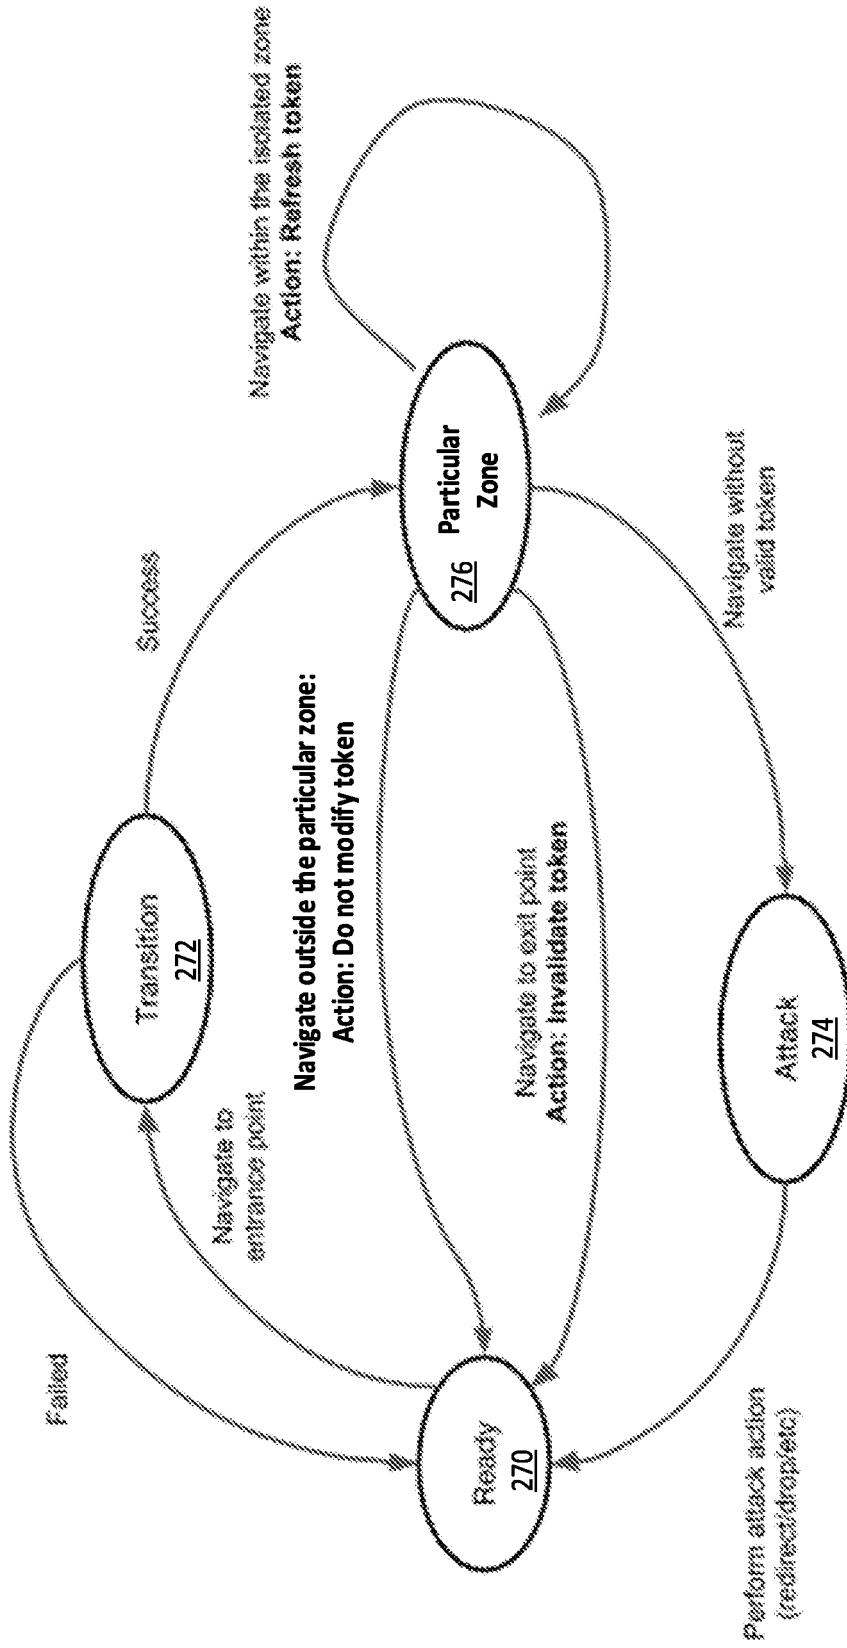 Failed
Success
Navigate within the isolated zone
Action: Refresh token
Transition
272
Navigate to
entrance point
Navigate outside the particular zone:
Action: Do not modify token
Ready
270
276
Particular
Zone
Navigate to exit point
Action: Invalidate token
Perform attack action
(redirect/drop/etc)
Attack
274
Navigate without
valid token